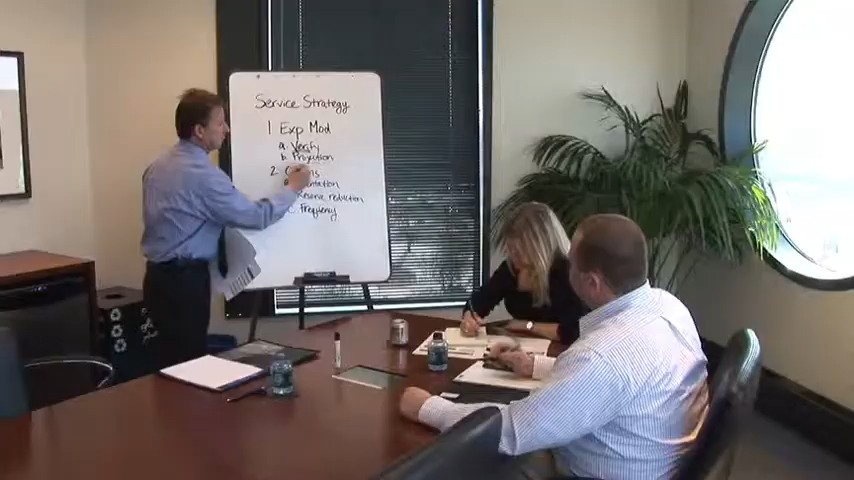 Service Strategy
1 Exp Mod
a. Verify
b. Projection
2
Reserve reduction
c. Frequency